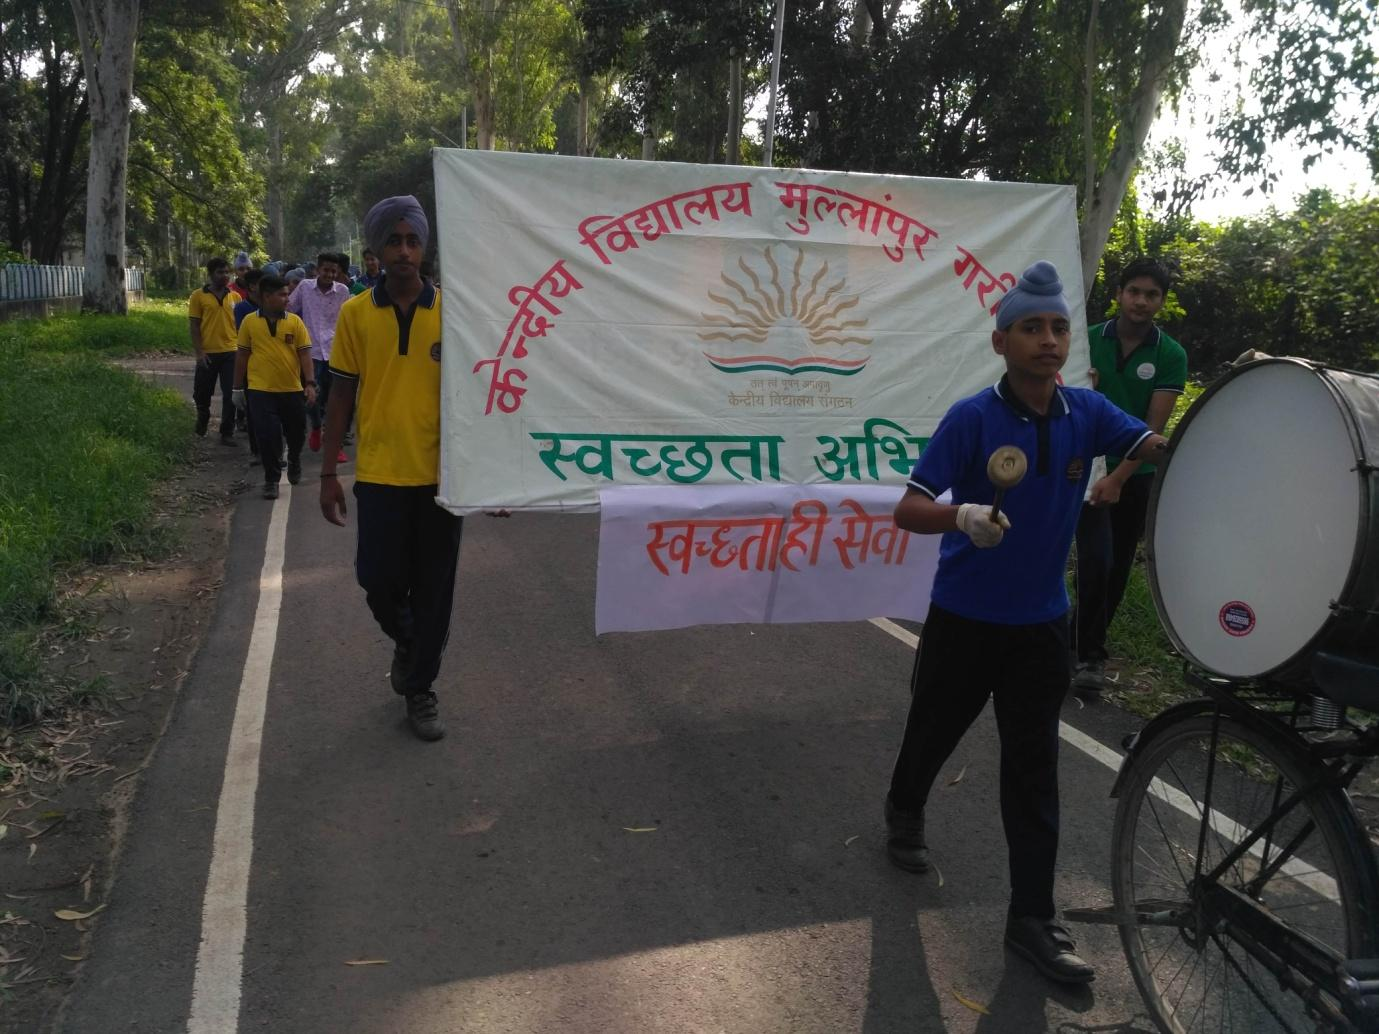 केन्द्रीय विद्यालय मुल्लांपुर
तत् त्वं पूषन् अपावृणु
केन्द्रीय विद्यालय संगठन
स्वच्छता
स्वच्छता ही सेवा